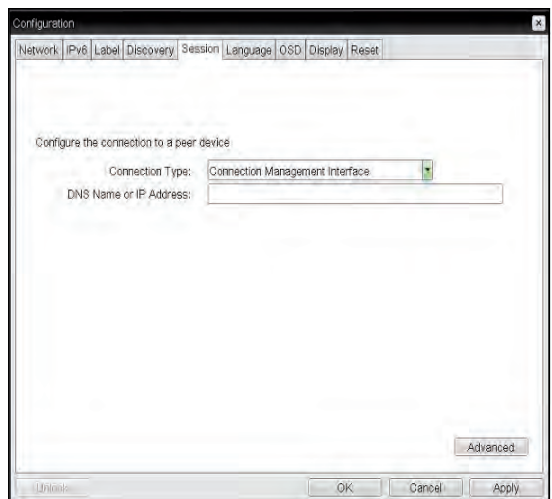 Configuration
Network IPv6 Label Discovery Session Language OSD Display Reset
Configure the connection to a peer device
Connection Type: Connection Management Interface
DNS Name or IP Address:
Advanced
Unlock OK Cancel Apply